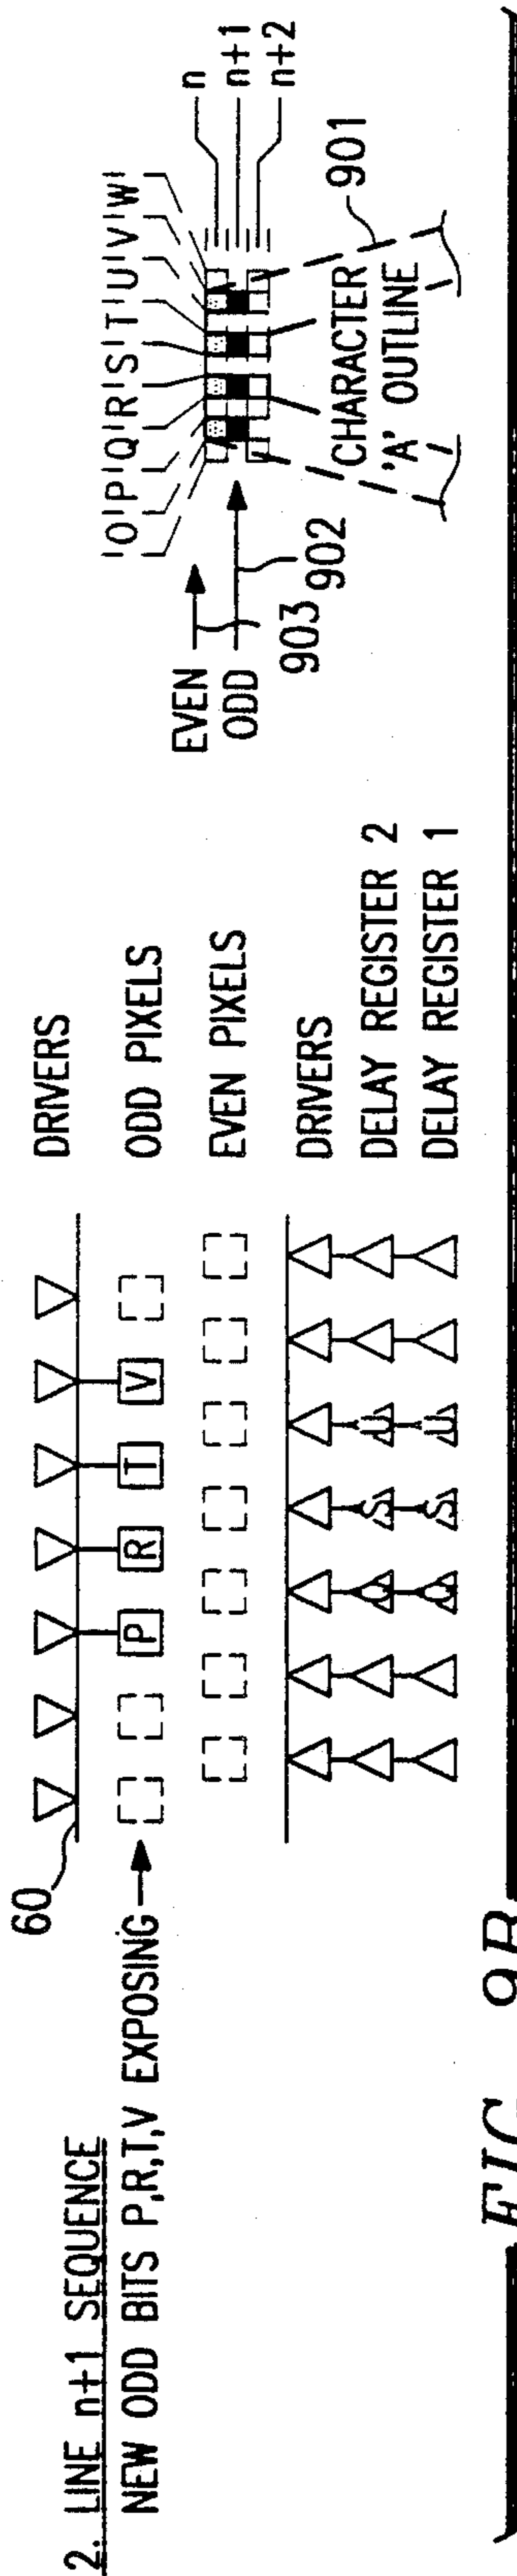 2. LINE n+1 SEQUENCE
NEW ODD BITS P,R,T,V EXPOSING
60
P R T V
DRIVERS
ODD PIXELS
EVEN PIXELS
DRIVERS
DELAY REGISTER 2
DELAY REGISTER 1
Q S U
Q S U
EVEN
ODD
903
902
O P Q R S T U V W
n
n+1
n+2
901
CHARACTER
'A' OUTLINE
FIG. 9B